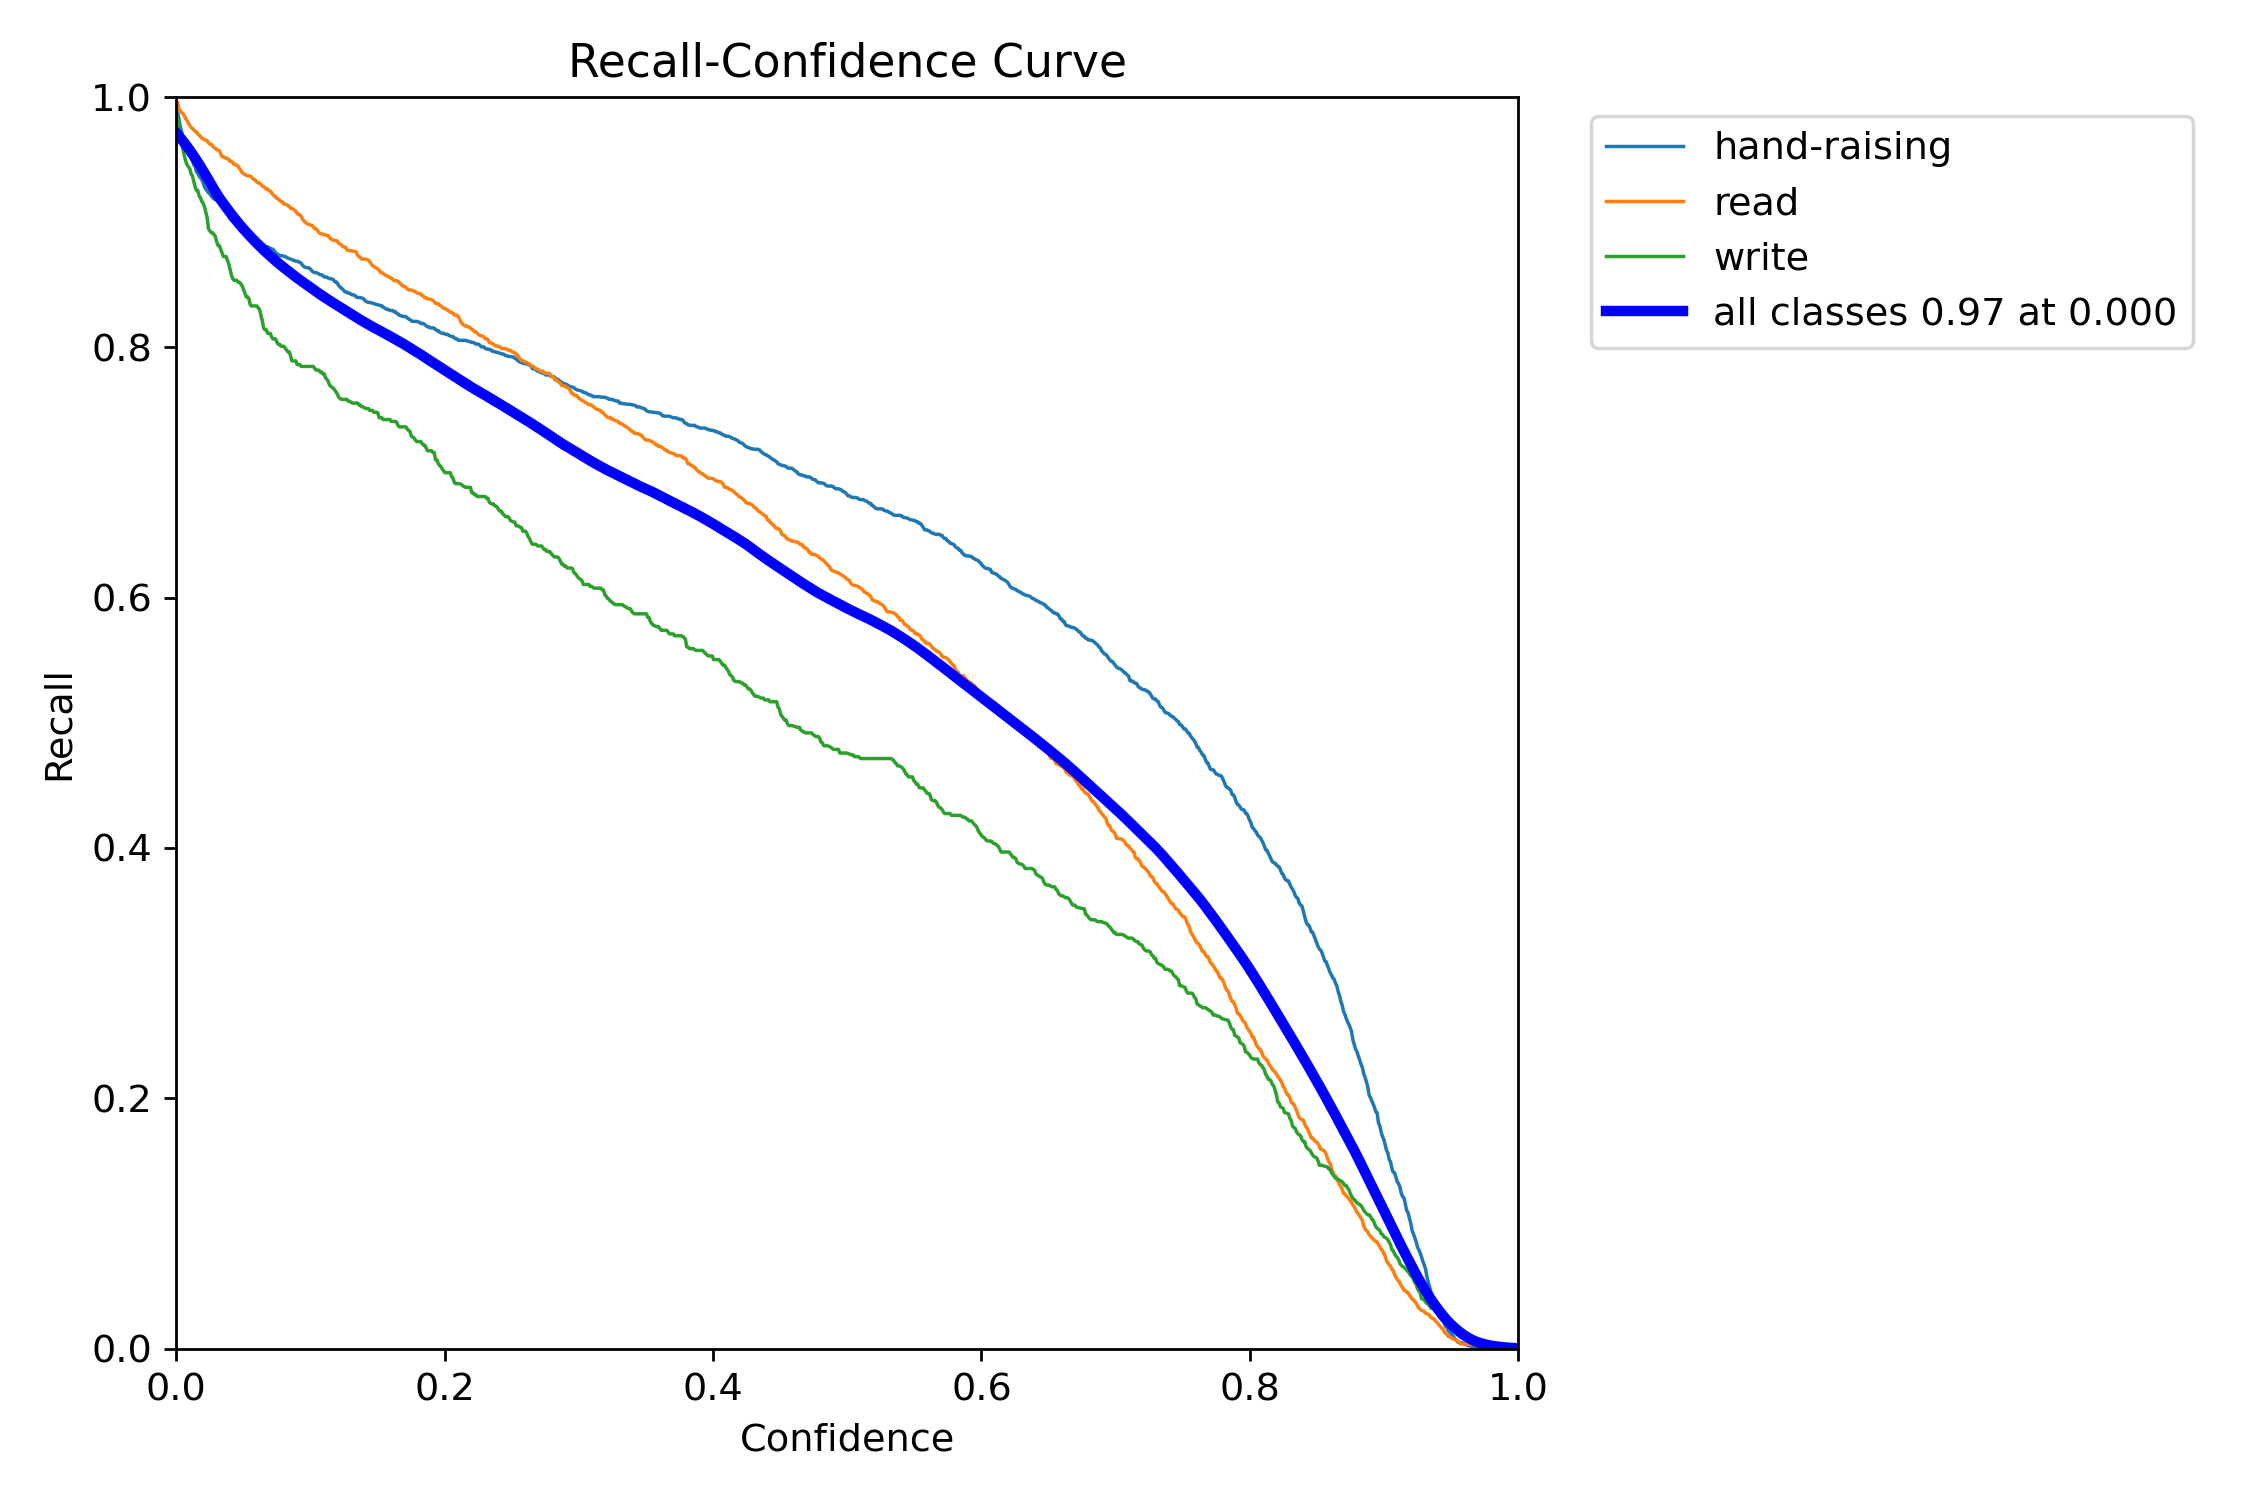 Recall-Confidence Curve
1.0
0.8
0.6
0.4
0.2
0.0
Recall
0.0 0.2 0.4 0.6 0.8 1.0
Confidence
hand-raising
read
write
all classes 0.97 at 0.000